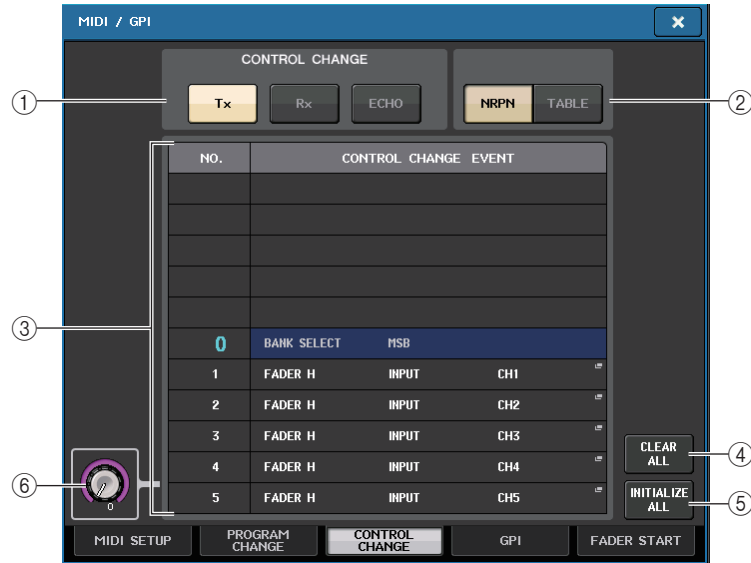 MIDI / GPI
CONTROL CHANGE
Tx Rx ECHO NRPN TABLE
1
2
NO. CONTROL CHANGE EVENT
3
0 BANK SELECT MSB
1 FADER H INPUT CH1
2 FADER H INPUT CH2
3 FADER H INPUT CH3
4 FADER H INPUT CH4
5 FADER H INPUT CH5
CLEAR ALL
4
INITIALIZE ALL
5
6
0
MIDI SETUP PROGRAM CHANGE CONTROL CHANGE GPI FADER START